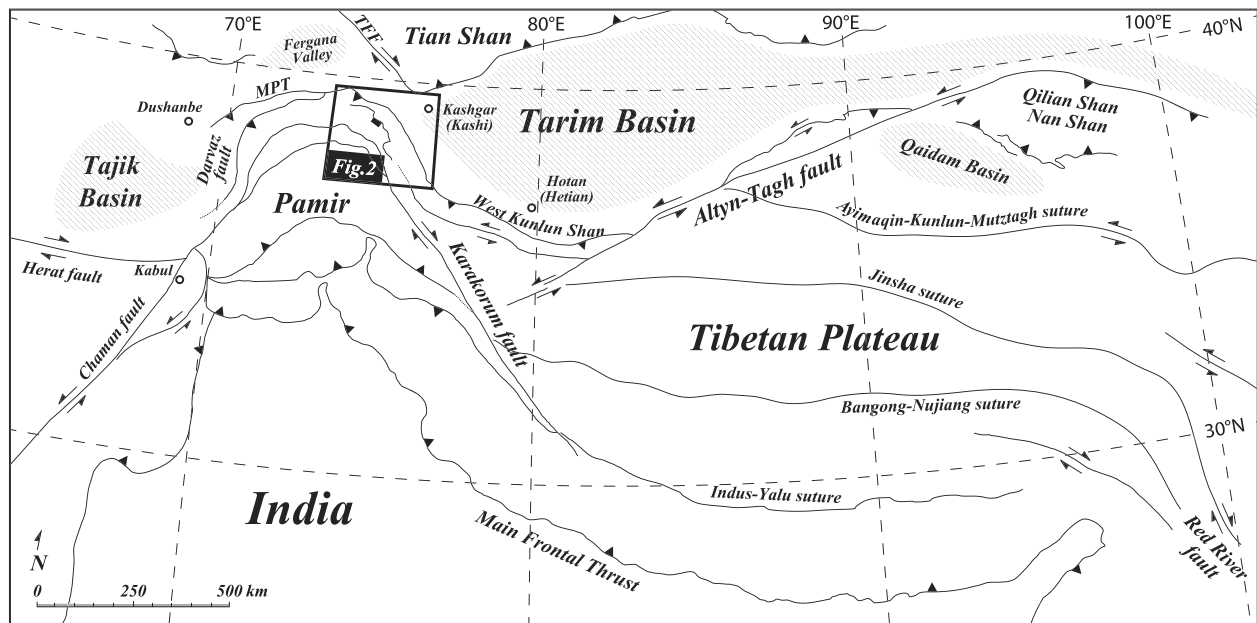 70°E
80°E
90°E
100°E
40°N
TFF
Tian Shan
Fergana
Valley
MPT
Dushanbe
Kashgar
(Kashi)
Tarim Basin
Qilian Shan
Nan Shan
Darvaz
fault
Tajik
Basin
Fig.2
Qaidam Basin
Hotan
(Hetian)
Altyn-Tagh fault
Pamir
West Kunlun Shan
Ayimaqin-Kunlun-Mutztagh suture
Herat fault
Kabul
Karakorum fault
Jinsha suture
Chaman fault
Tibetan Plateau
Bangong-Nujiang suture
30°N
India
Indus-Yalu suture
Main Frontal Thrust
Red River
fault
N
0
250
500 km